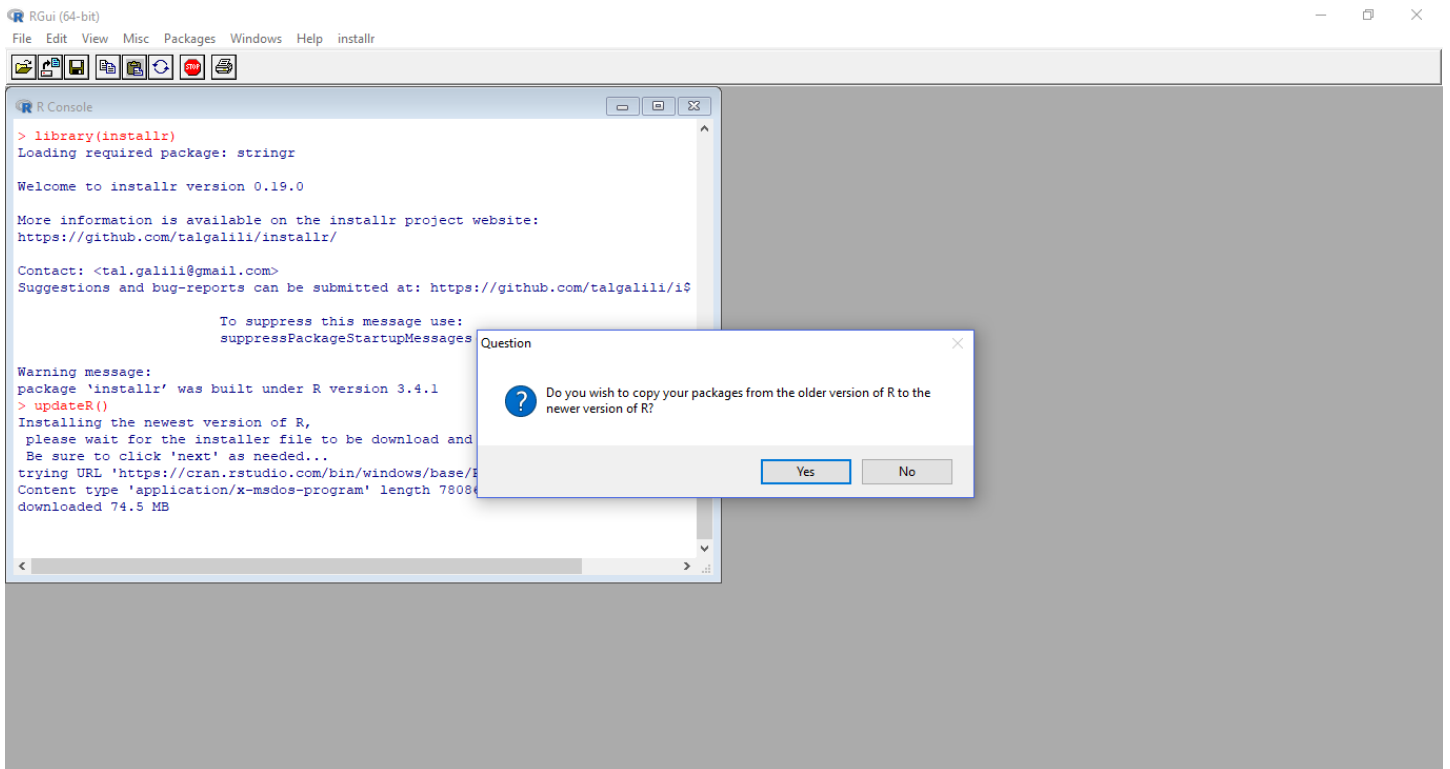 RGui (64-bit)
File Edit View Misc Packages Windows Help installr
STOP
R Console
> library(installr)
Loading required package: stringr
Welcome to installr version 0.19.0
More information is available on the installr project website:
https://github.com/talgalili/installr/
Contact: <tal.galili@gmail.com>
Suggestions and bug-reports can be submitted at: https://github.com/talgalili/i$
To suppress this message use:
suppressPackageStartupMessages
Warning message:
package ‘installr’ was built under R version 3.4.1
> updateR()
Installing the newest version of R,
please wait for the installer file to be download and
Be sure to click 'next' as needed...
trying URL 'https://cran.rstudio.com/bin/windows/base/
Content type 'application/x-msdos-program' length 7808
downloaded 74.5 MB
Question
Do you wish to copy your packages from the older version of R to the
newer version of R?
Yes No